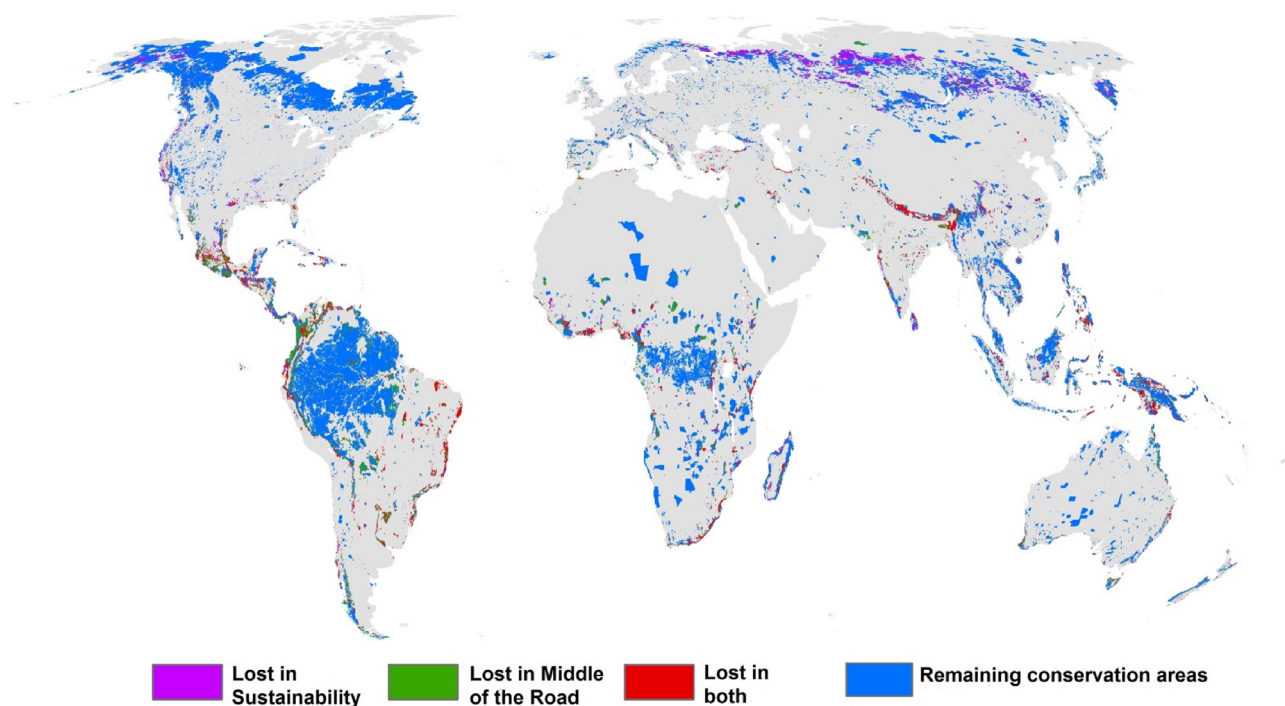 Lost in
Sustainability
Lost in Middle
of the Road
Lost in
both
Remaining conservation areas